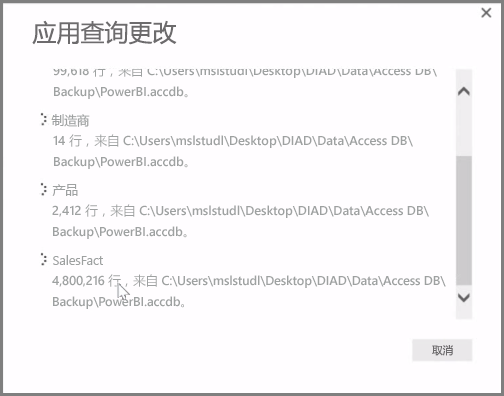 应用查询更改
99,618 行，来自 C:\Users\mslstudl\Desktop\DIAD\Data\Access DB\
Backup\PowerBI.accdb。
制造商
14 行，来自 C:\Users\mslstudl\Desktop\DIAD\Data\Access DB\
Backup\PowerBI.accdb。
产品
2,412 行，来自 C:\Users\mslstudl\Desktop\DIAD\Data\Access DB\
Backup\PowerBI.accdb。
SalesFact
4,800,216 行，来自 C:\Users\mslstudl\Desktop\DIAD\Data\Access DB\
Backup\PowerBI.accdb。
取消